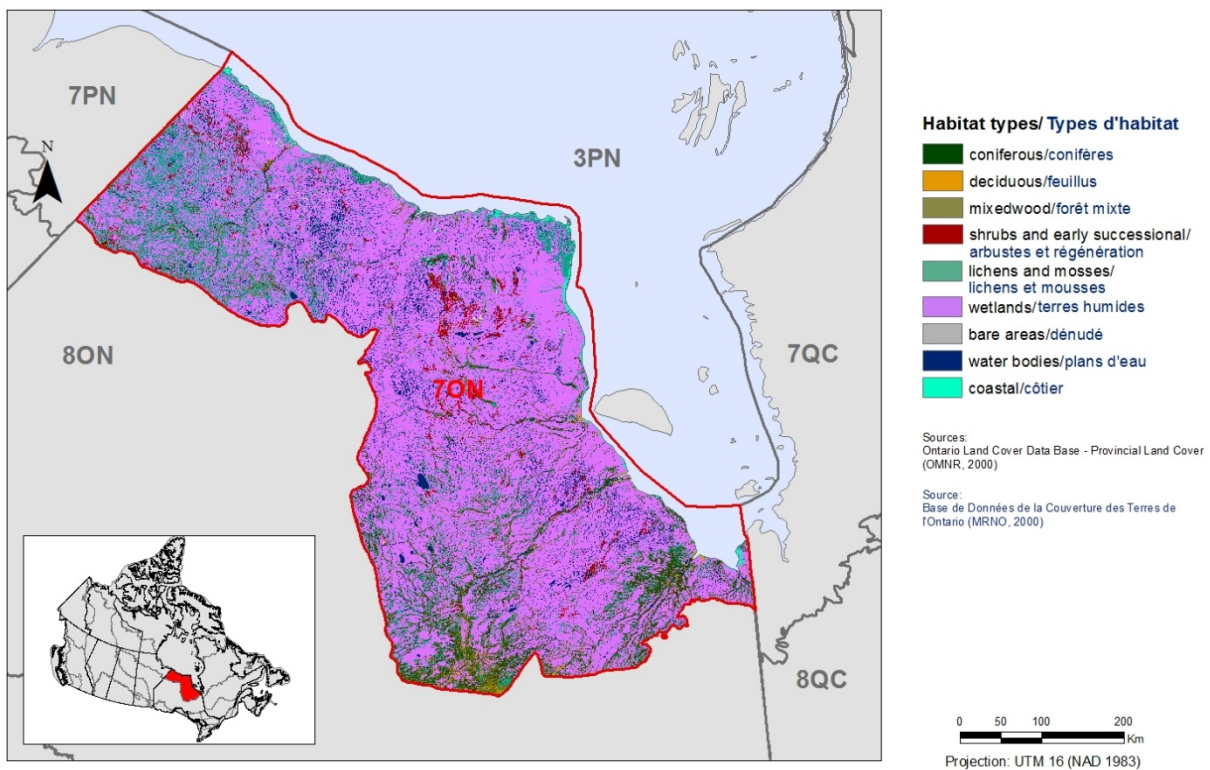 7PN
N
3PN
8ON
7ON
7QC
8QC
Habitat types/ Types d'habitat
coniferous/conifères
deciduous/feuillus
mixedwood/forêt mixte
shrubs and early successional/
arbustes et régénération
lichens and mosses/
lichens et mousses
wetlands/terres humides
bare areas/dénudé
water bodies/plans d'eau
coastal/côtier
Sources:
Ontario Land Cover Data Base - Provincial Land Cover
(OMNR, 2000)
Source:
Base de Données de la Couverture des Terres de
l'Ontario (MRNO, 2000)
0 50 100 200
Km
Projection: UTM 16 (NAD 1983)